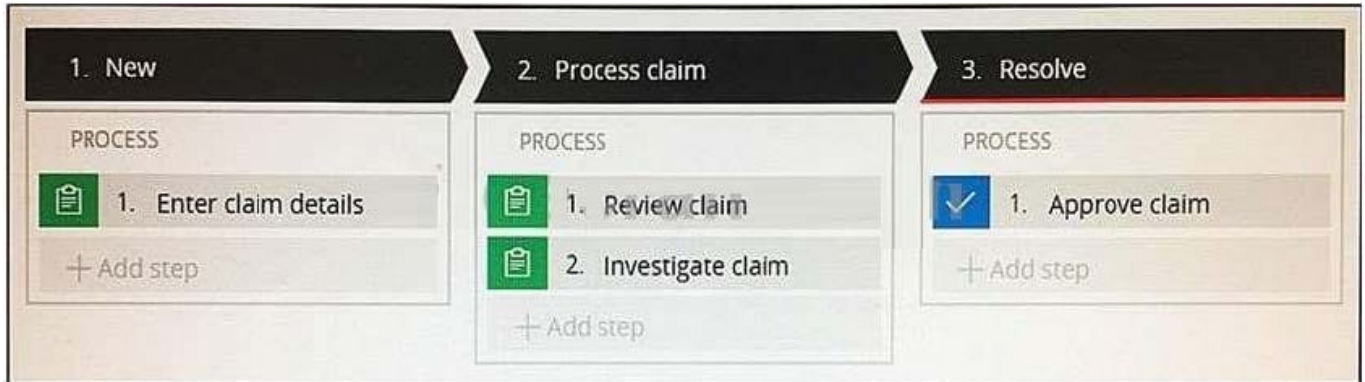 1. New
2. Process claim
3. Resolve
PROCESS
1. Enter claim details
+ Add step
PROCESS
1. Review claim
2. Investigate claim
+ Add step
PROCESS
1. Approve claim
+ Add step